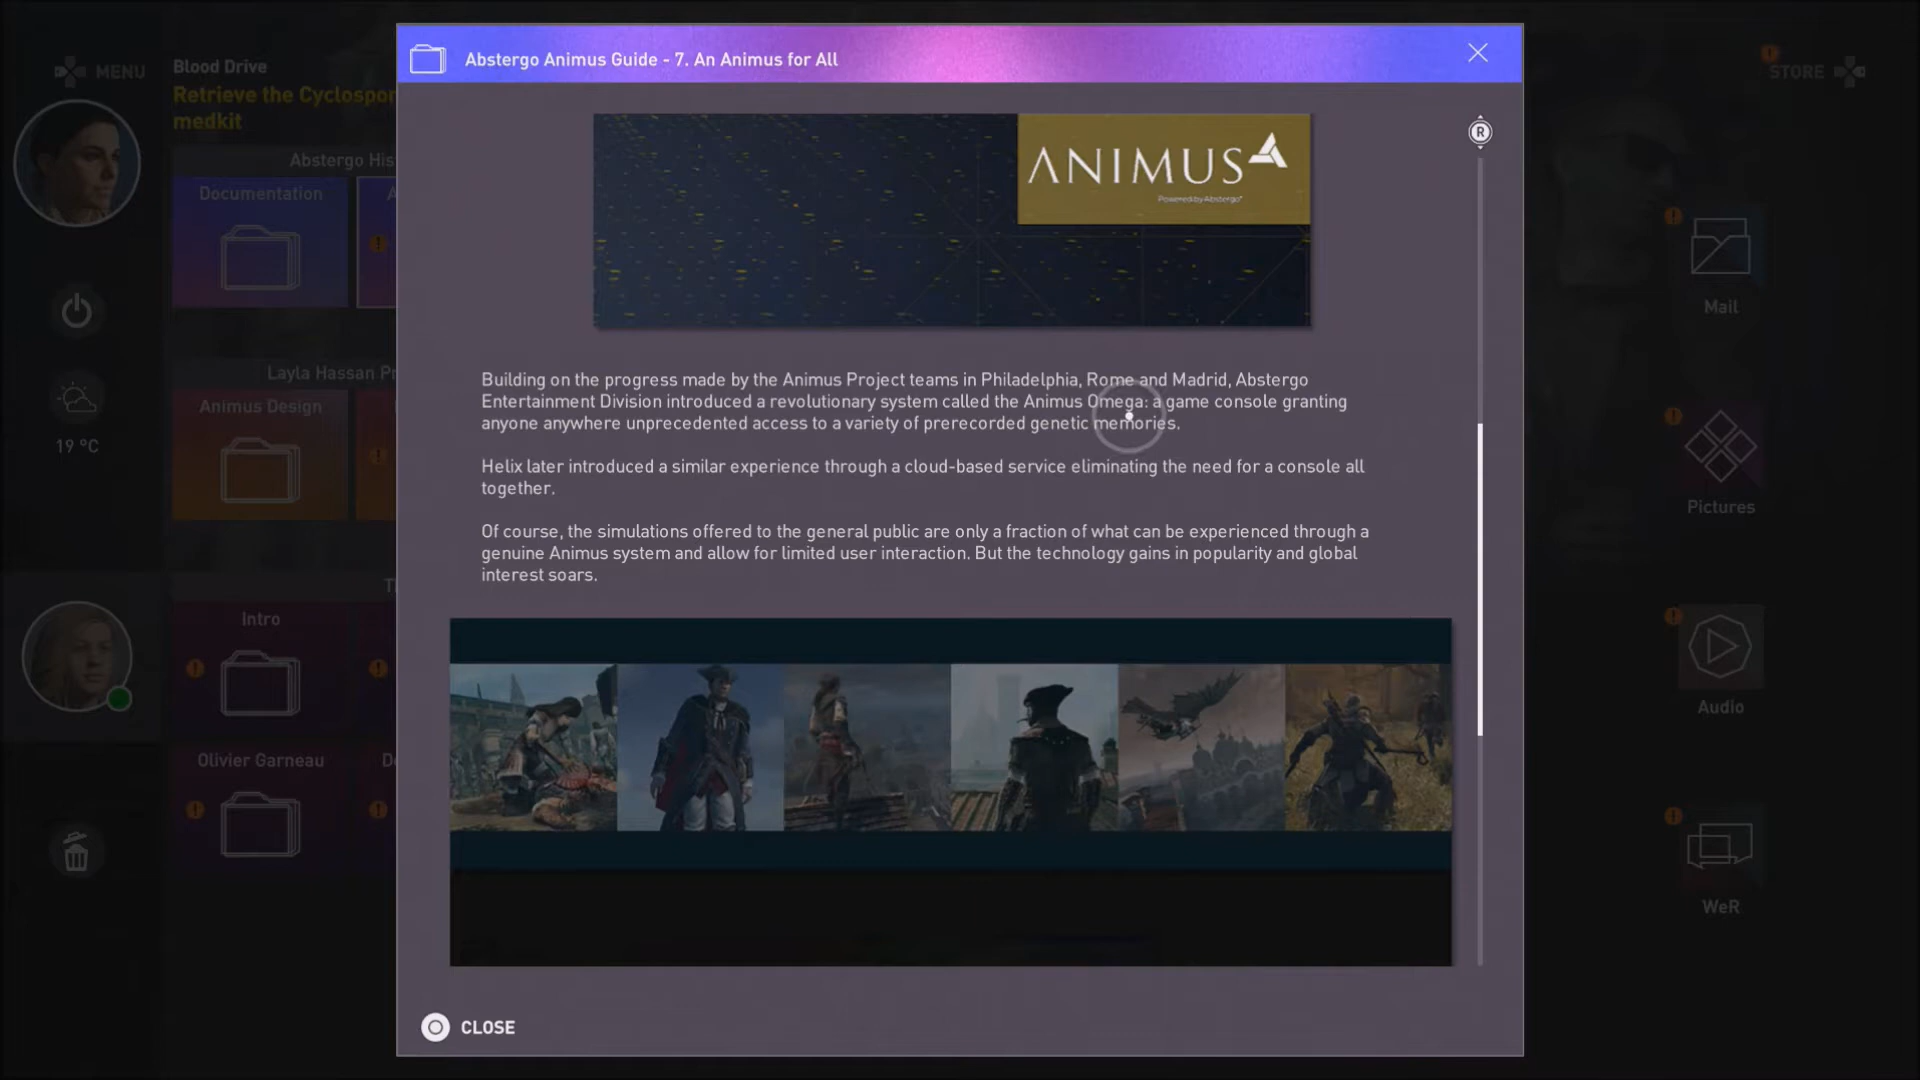 Abstergo Animus Guide - 7. An Animus for All
MENU
Blood Drive
Retrieve the Cyclospor
medkit
STORE
Abstergo His
Documentation
A
R
ANIMUS
Powered by Abstergo
Mail
Layla Hassan Pr
Animus Design
19 °C
Building on the progress made by the Animus Project teams in Philadelphia, Rome and Madrid, Abstergo
Entertainment Division introduced a revolutionary system called the Animus Omega: a game console granting
anyone anywhere unprecedented access to a variety of prerecorded genetic memories.
Helix later introduced a similar experience through a cloud-based service eliminating the need for a console all
together.
Of course, the simulations offered to the general public are only a fraction of what can be experienced through a
genuine Animus system and allow for limited user interaction. But the technology gains in popularity and global
interest soars.
Pictures
Intro
Audio
Olivier Garneau
WeR
CLOSE